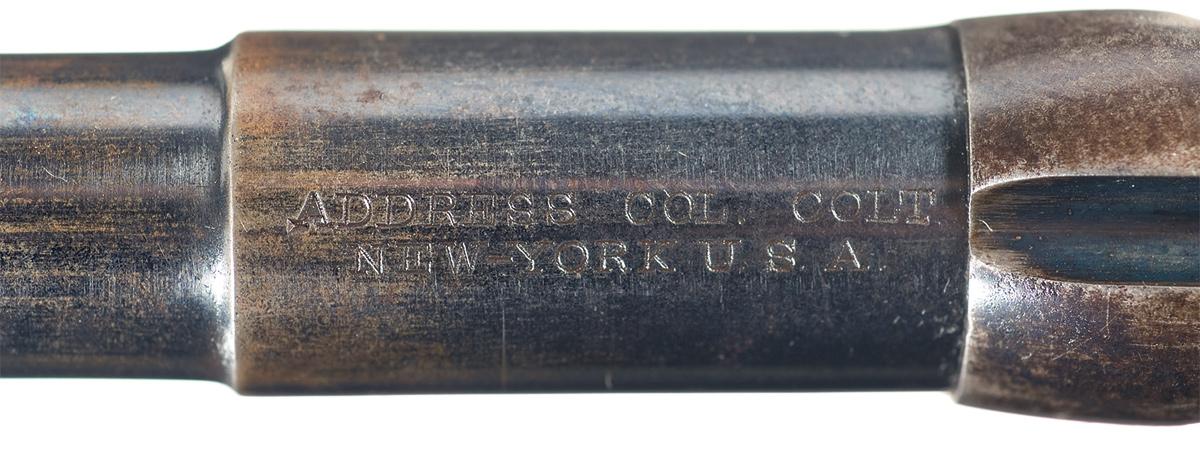 ADDRESS COL. COLT
NEW-YORK U.S.A.